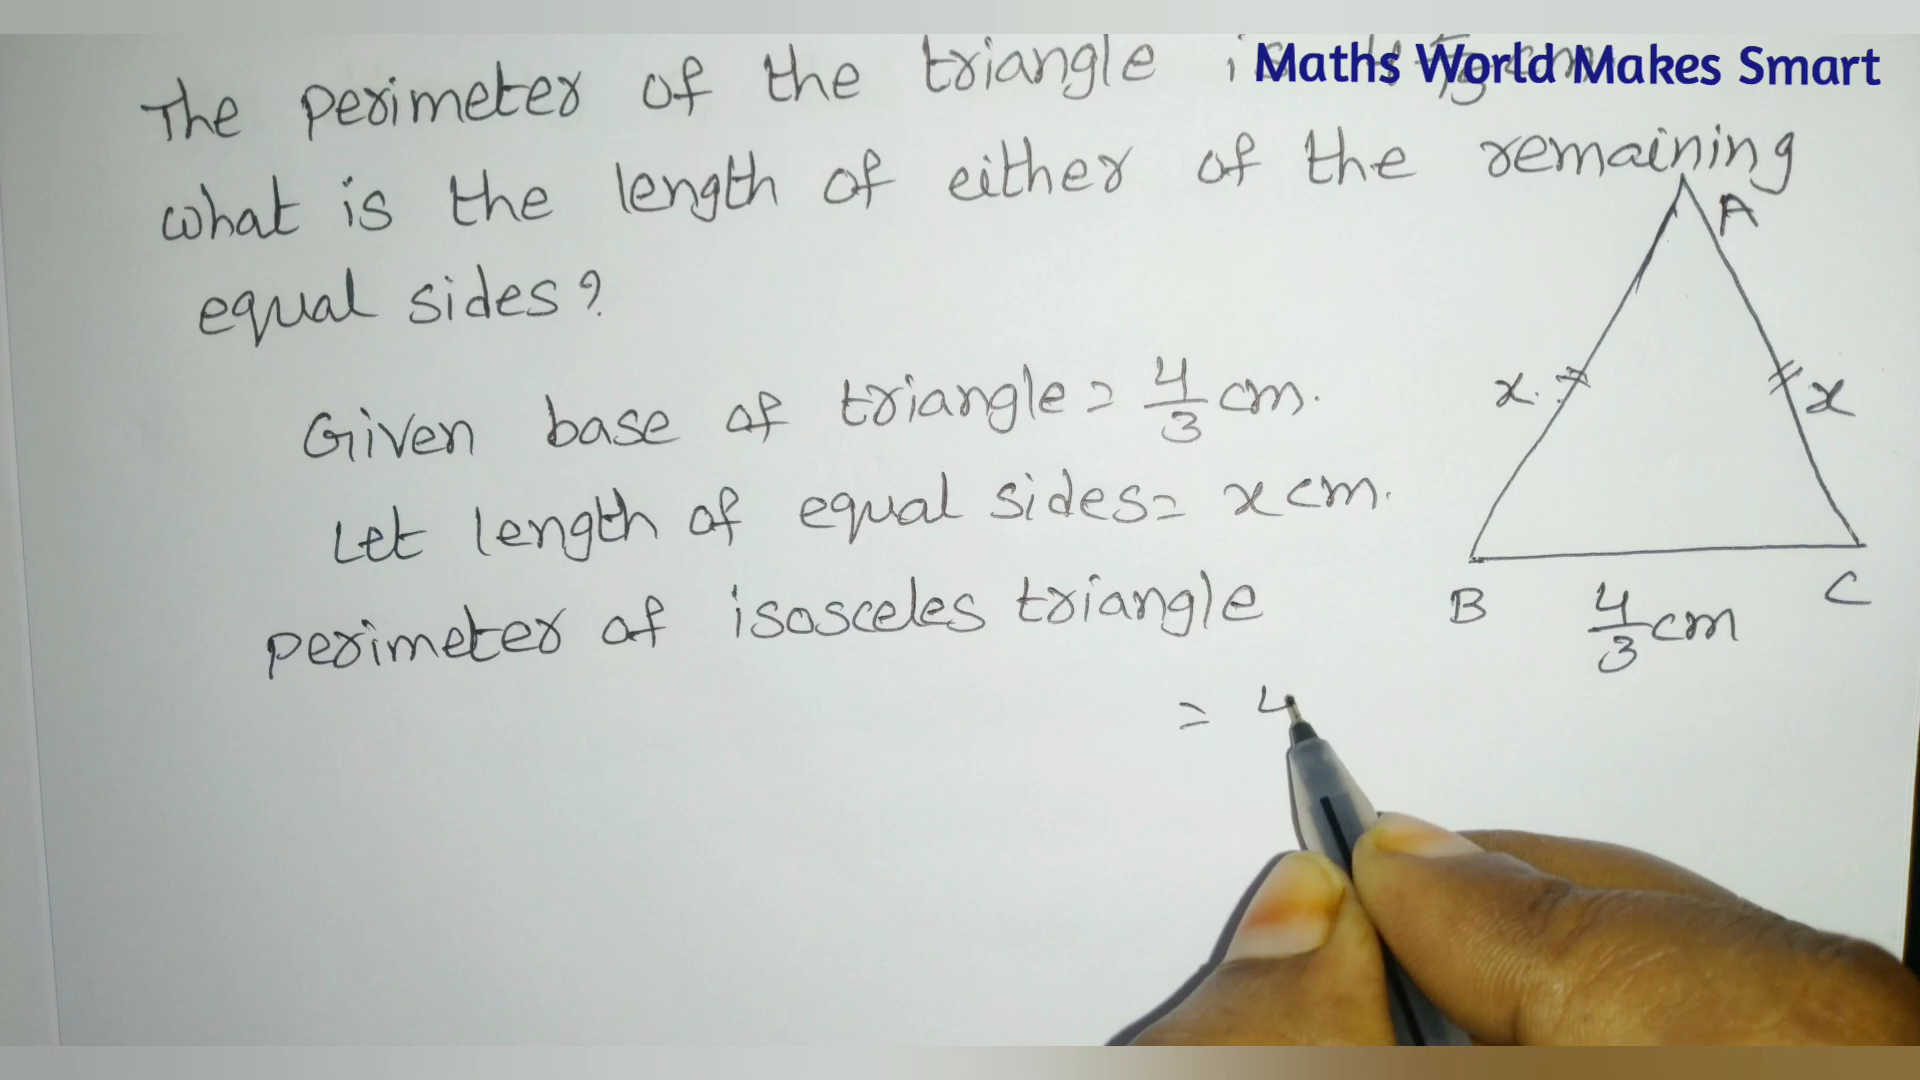 Maths World Makes Smart
The perimeter of the triangle is
what is the length of either of the remaining
equal sides?
Given base of triangle = 4/3 cm.
Let length of equal sides = x cm.
perimeter of isosceles triangle
= 4
A
x
x
B
C
4/3 cm